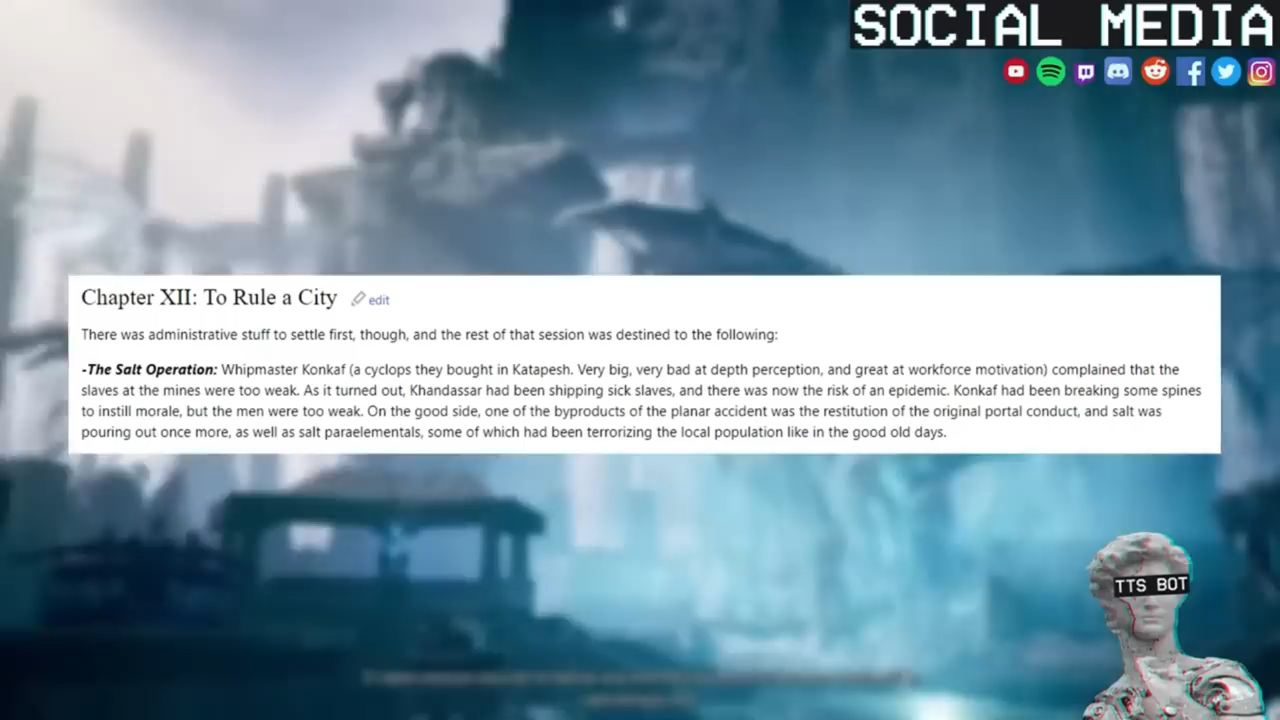 SOCIAL MEDIA
Chapter XII: To Rule a City edit
There was administrative stuff to settle first, though, and the rest of that session was destined to the following:
-The Salt Operation: Whipmaster Konkaf (a cyclops they bought in Katapesh. Very big, very bad at depth perception, and great at workforce motivation) complained that the
slaves at the mines were too weak. As it turned out, Khandassar had been shipping sick slaves, and there was now the risk of an epidemic. Konkaf had been breaking some spines
to instill morale, but the men were too weak. On the good side, one of the byproducts of the planar accident was the restitution of the original portal conduct, and salt was
pouring out once more, as well as salt paraelementals, some of which had been terrorizing the local population like in the good old days.
TTS BOT